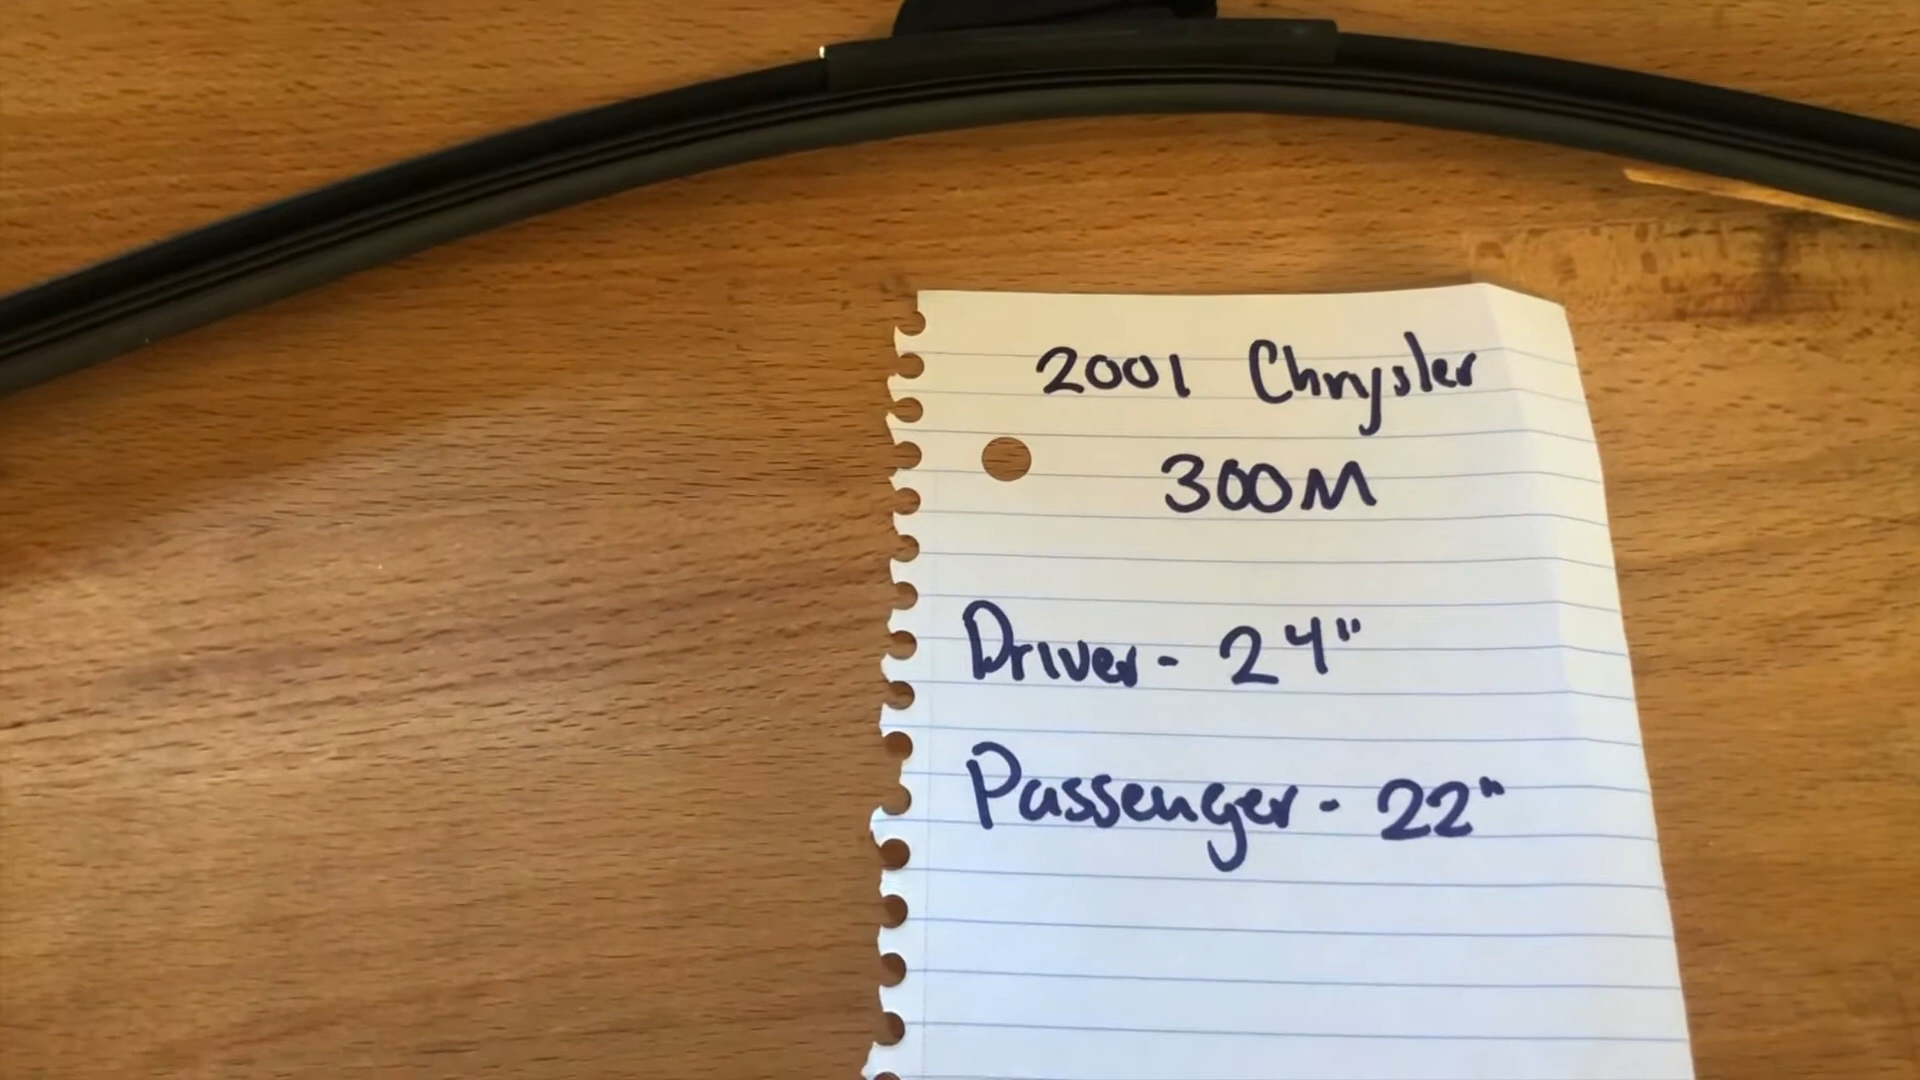 2001 Chrysler
300M
Driver - 24"
Passenger - 22"